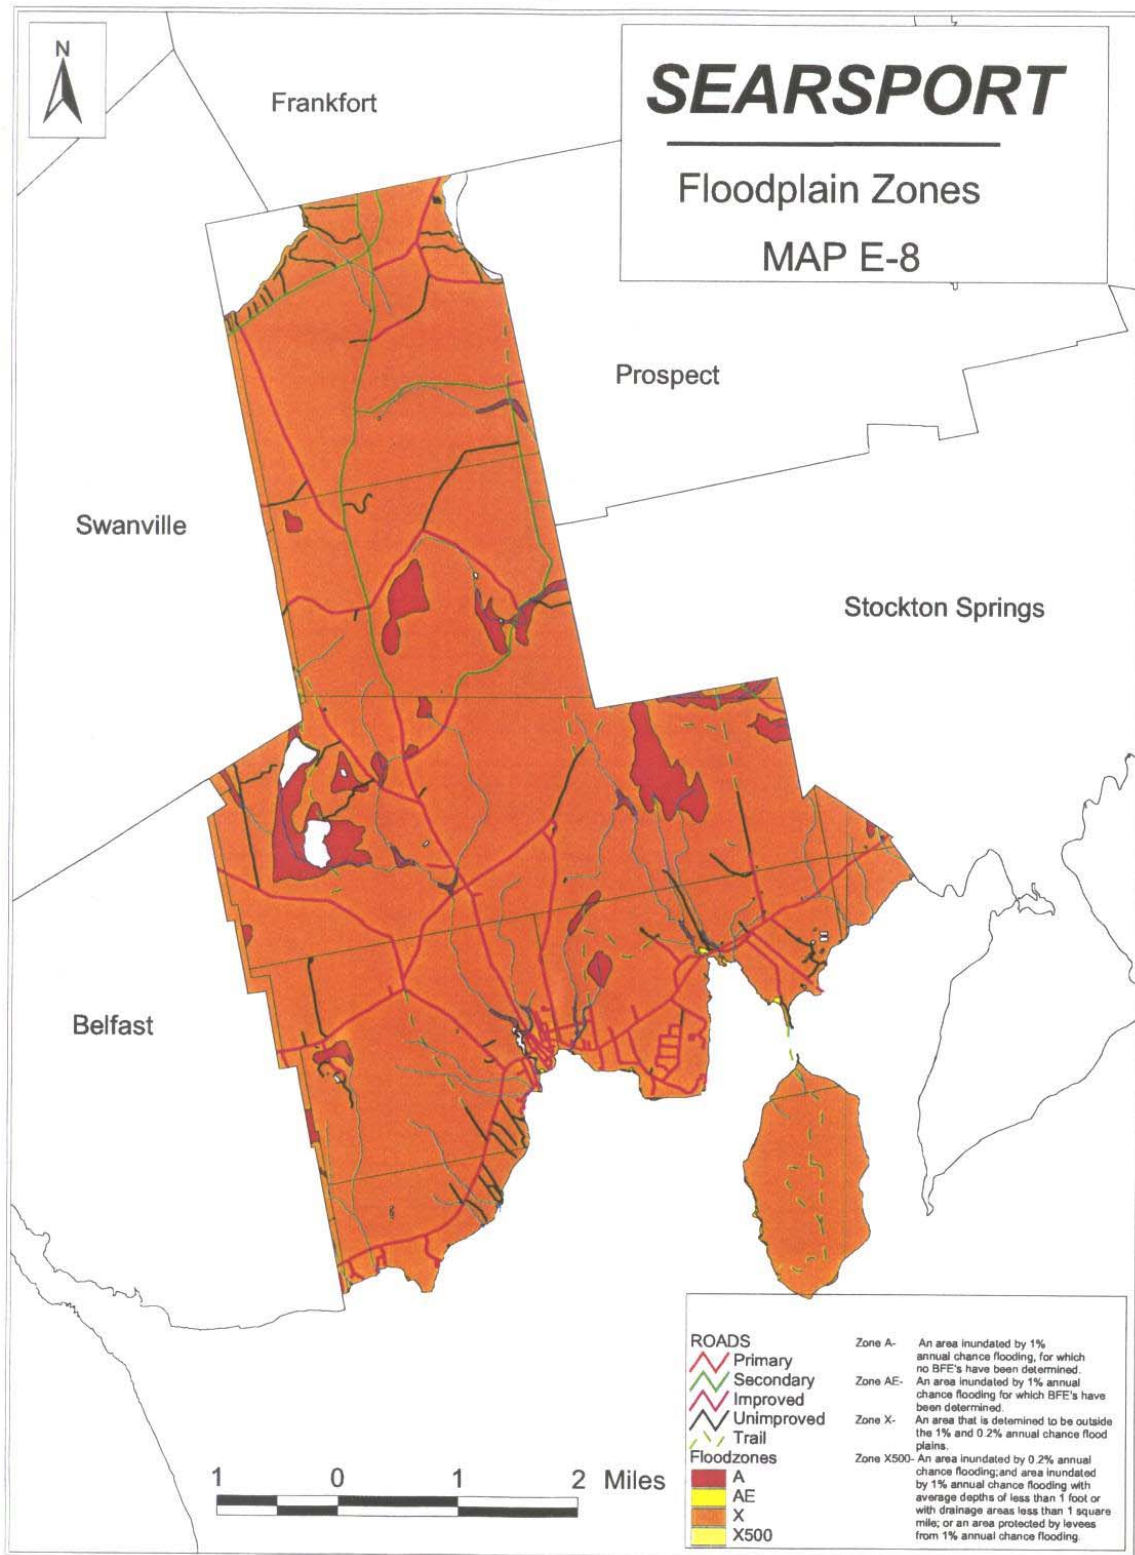 N
SEARSPORT
Floodplain Zones
MAP E-8
Frankfort
Prospect
Swanville
Stockton Springs
Belfast
1 0 1 2 Miles
ROADS
Primary
Secondary
Improved
Unimproved
Trail
Floodzones
A
AE
X
X500
Zone A- An area inundated by 1%
annual chance flooding, for which
no BFE's have been determined.
Zone AE- An area inundated by 1% annual
chance flooding for which BFE's have
been determined.
Zone X- An area that is detemined to be outside
the 1% and 0.2% annual chance flood
plains.
Zone X500- An area inundated by 0.2% annual
chance flooding;and area inundated
by 1% annual chance flooding with
average depths of less than 1 foot or
with drainage areas less than 1 square
mile; or an area protected by levees
from 1% annual chance flooding.